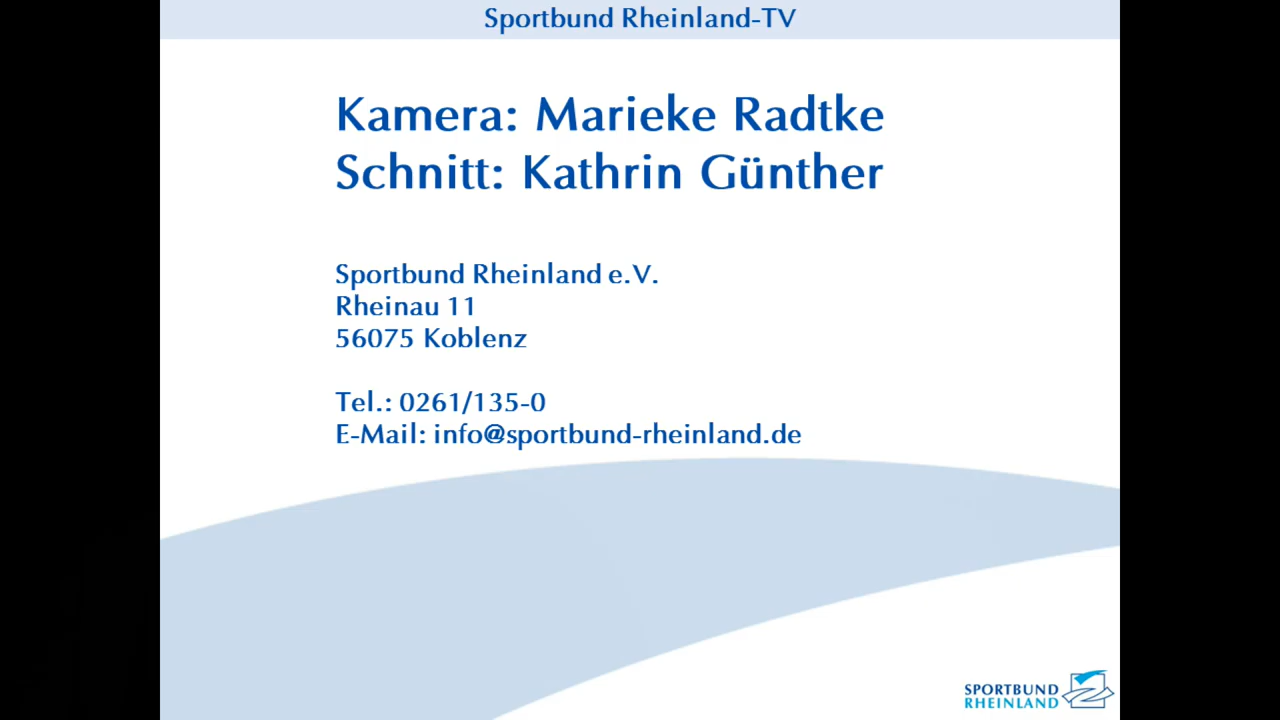 Sportbund Rheinland-TV
Kamera: Marieke Radtke
Schnitt: Kathrin Günther
Sportbund Rheinland e.V.
Rheinau 11
56075 Koblenz
Tel.: 0261/135-0
E-Mail: info@sportbund-rheinland.de
SPORTBUND
RHEINLAND